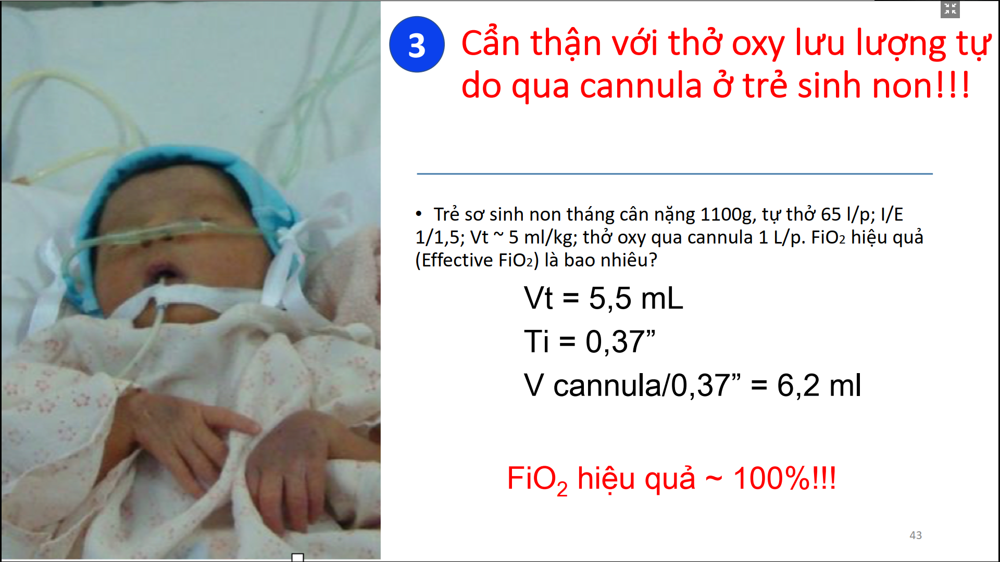 3
Cẩn thận với thở oxy lưu lượng tự
do qua cannula ở trẻ sinh non!!!
• Trẻ sơ sinh non tháng cân nặng 1100g, tự thở 65 l/p; I/E
1/1,5; Vt ~ 5 ml/kg; thở oxy qua cannula 1 L/p. FiO₂ hiệu quả
(Effective FiO₂) là bao nhiêu?
Vt = 5,5 mL
Ti = 0,37”
V cannula/0,37” = 6,2 ml
FiO₂ hiệu quả ~ 100%!!!
43